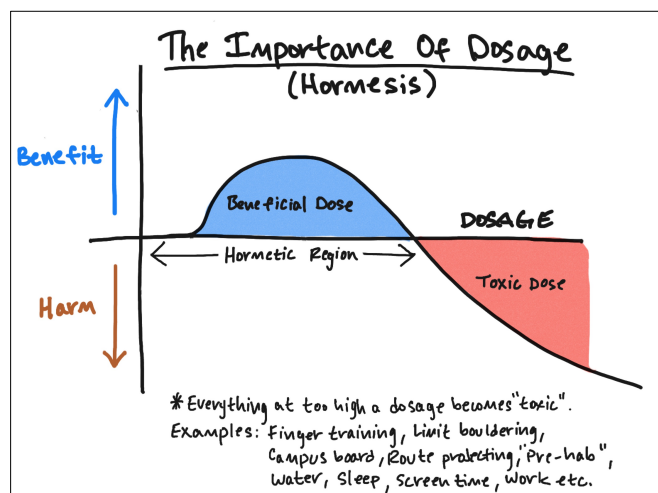 The Importance Of Dosage
(Hormesis)
Benefit
Beneficial Dose
DOSAGE
Hormetic Region
Harm
Toxic Dose
*Everything at too high a dosage becomes "toxic".
Examples: Finger training, Limit bouldering,
Campus board, Route projecting, "Pre-hab",
Water, Sleep, Screen time, Work etc.